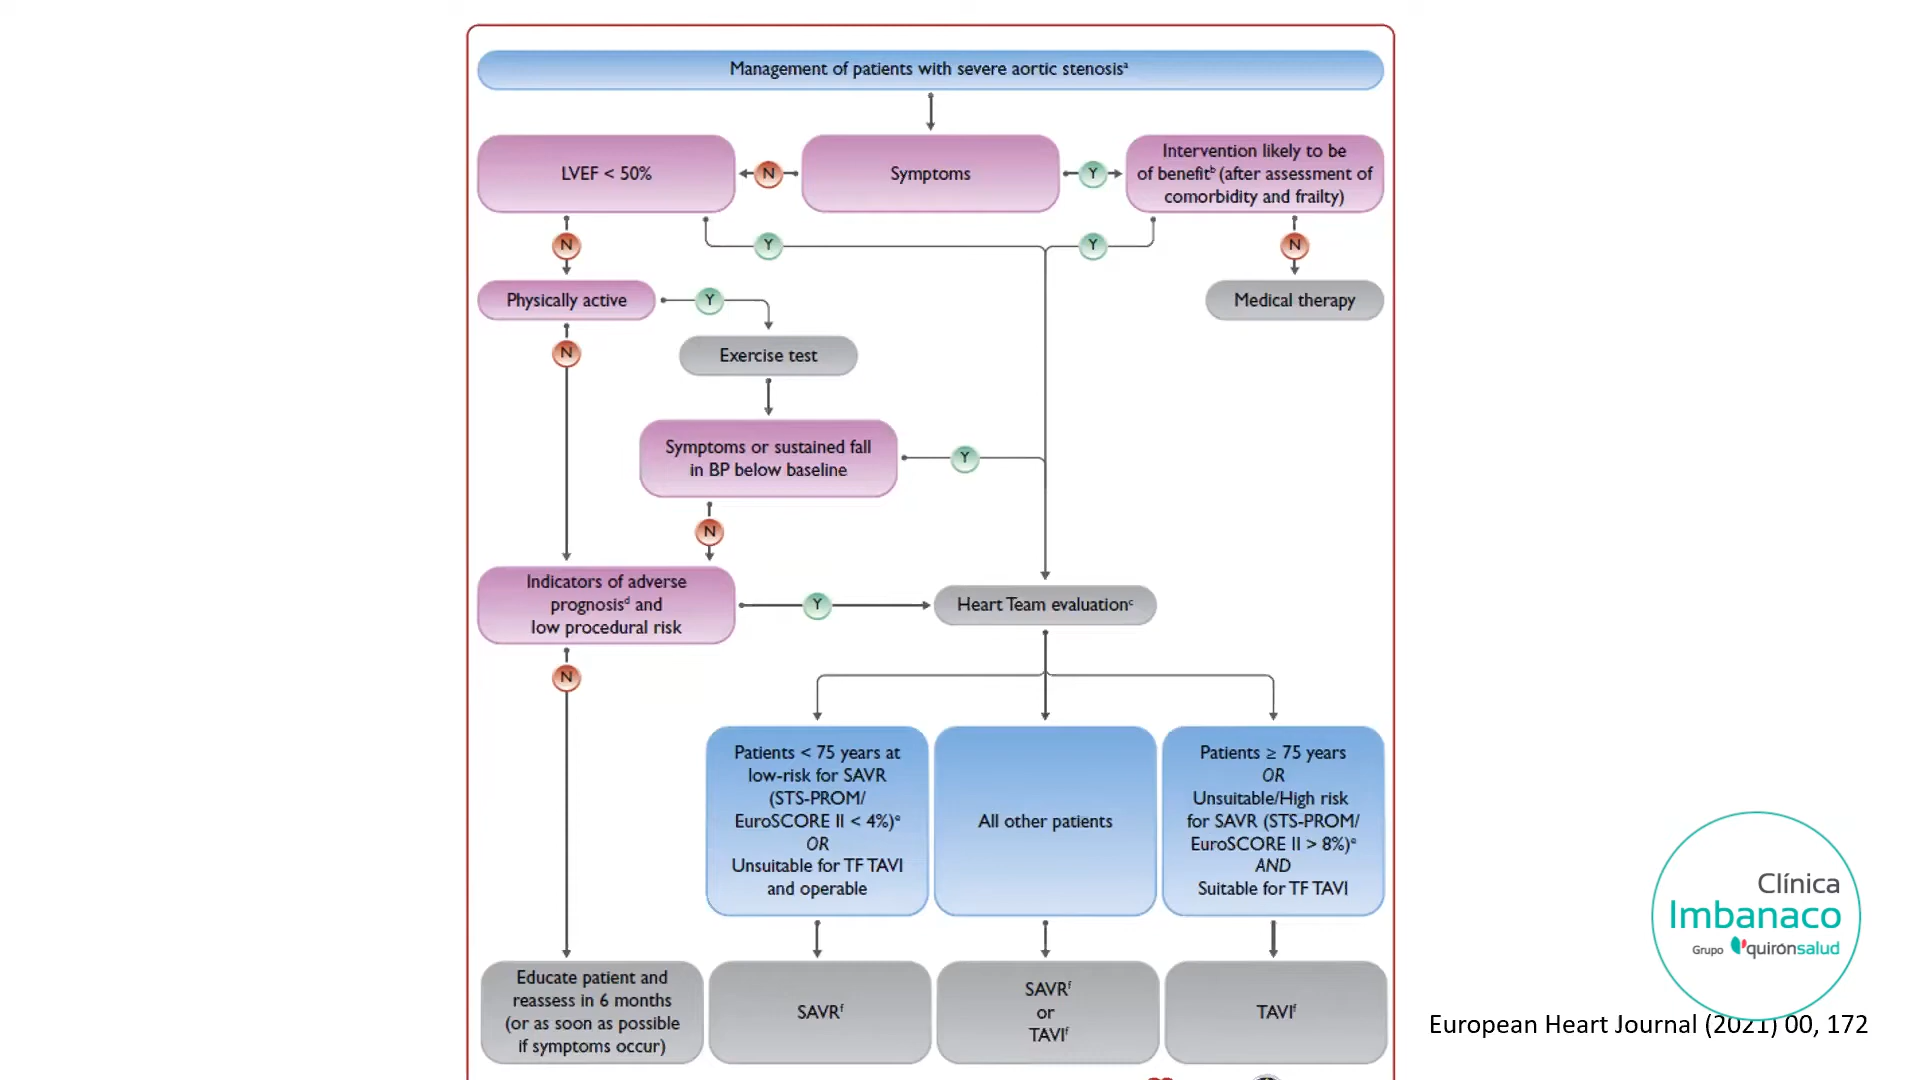 Management of patients with severe aortic stenosisᵃ
LVEF < 50%
N
Symptoms
Y
Intervention likely to be
of benefitᵇ (after assessment of
comorbidity and frailty)
N
Y
Y
N
Physically active
Y
Medical therapy
N
Exercise test
Symptoms or sustained fall
in BP below baseline
Y
N
Indicators of adverse
prognosisᵈ and
low procedural risk
Y
Heart Team evaluationᶜ
N
Patients < 75 years at
low-risk for SAVR
(STS-PROM/
EuroSCORE II < 4%)ᵉ
OR
Unsuitable for TF TAVI
and operable
All other patients
Patients ≥ 75 years
OR
Unsuitable/High risk
for SAVR (STS-PROM/
EuroSCORE II > 8%)ᵉ
AND
Suitable for TF TAVI
Educate patient and
reassess in 6 months
(or as soon as possible
if symptoms occur)
SAVRᶠ
SAVRᶠ
or
TAVIᶠ
TAVIᶠ
Clínica
Imbanaco
Grupo quirónsalud
European Heart Journal (2021) 00, 172